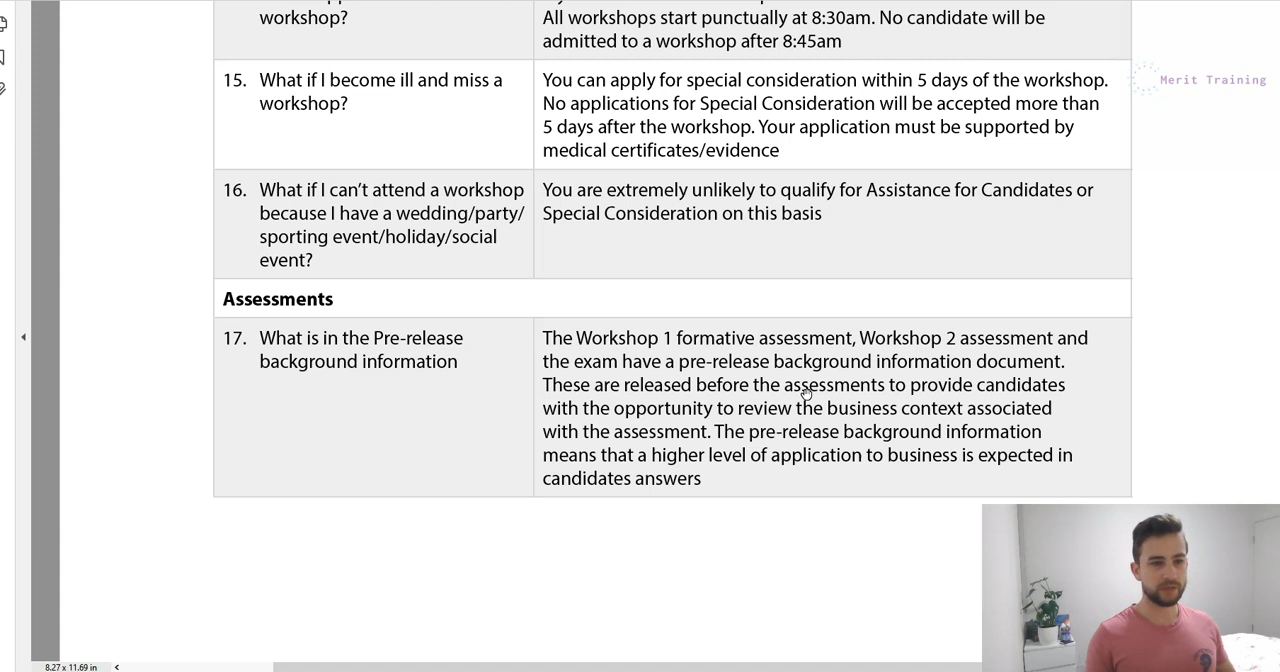 workshop?
All workshops start punctually at 8:30am. No candidate will be
admitted to a workshop after 8:45am
15. What if I become ill and miss a
workshop?
You can apply for special consideration within 5 days of the workshop.
No applications for Special Consideration will be accepted more than
5 days after the workshop. Your application must be supported by
medical certificates/evidence
Merit Training
16. What if I can’t attend a workshop
because I have a wedding/party/
sporting event/holiday/social
event?
You are extremely unlikely to qualify for Assistance for Candidates or
Special Consideration on this basis
Assessments
17. What is in the Pre-release
background information
The Workshop 1 formative assessment, Workshop 2 assessment and
the exam have a pre-release background information document.
These are released before the assessments to provide candidates
with the opportunity to review the business context associated
with the assessment. The pre-release background information
means that a higher level of application to business is expected in
candidates answers
8.27 x 11.69 in